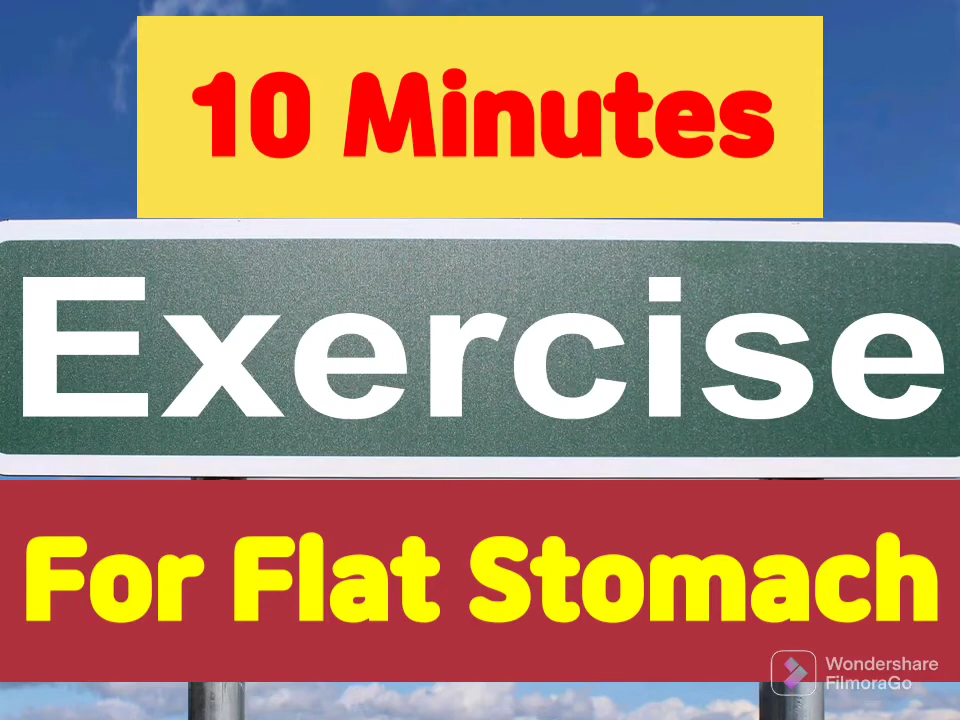 10 Minutes
Exercise
For Flat Stomach
Wondershare
FilmoraGo